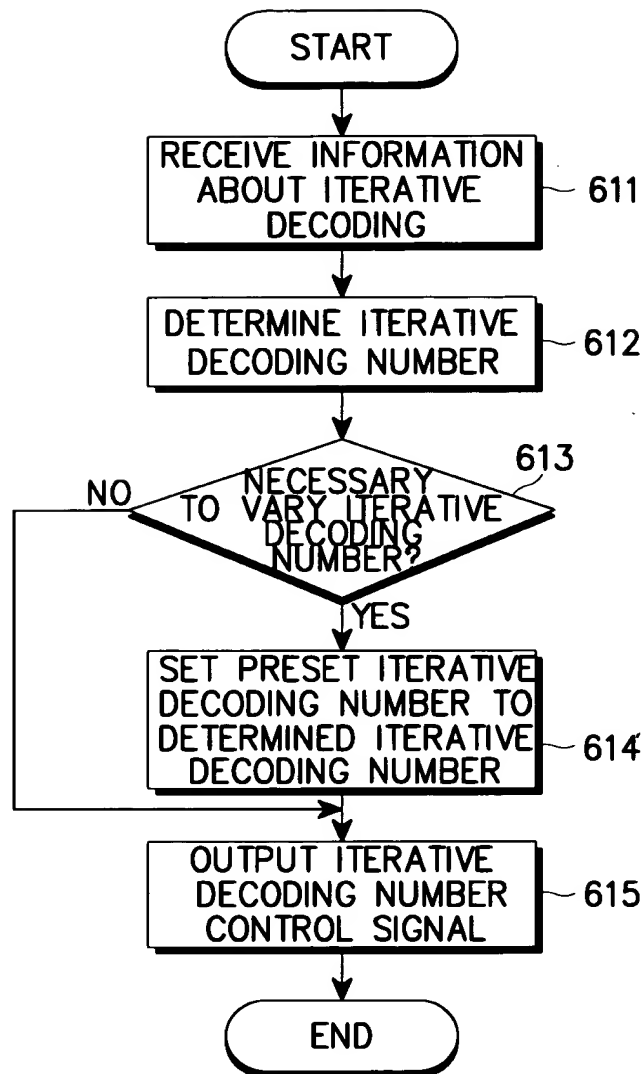 START
RECEIVE INFORMATION
ABOUT ITERATIVE
DECODING
611
DETERMINE ITERATIVE
DECODING NUMBER
612
613
NO
NECESSARY
TO VARY ITERATIVE
DECODING
NUMBER?
YES
SET PRESET ITERATIVE
DECODING NUMBER TO
DETERMINED ITERATIVE
DECODING NUMBER
614
OUTPUT ITERATIVE
DECODING NUMBER
CONTROL SIGNAL
615
END